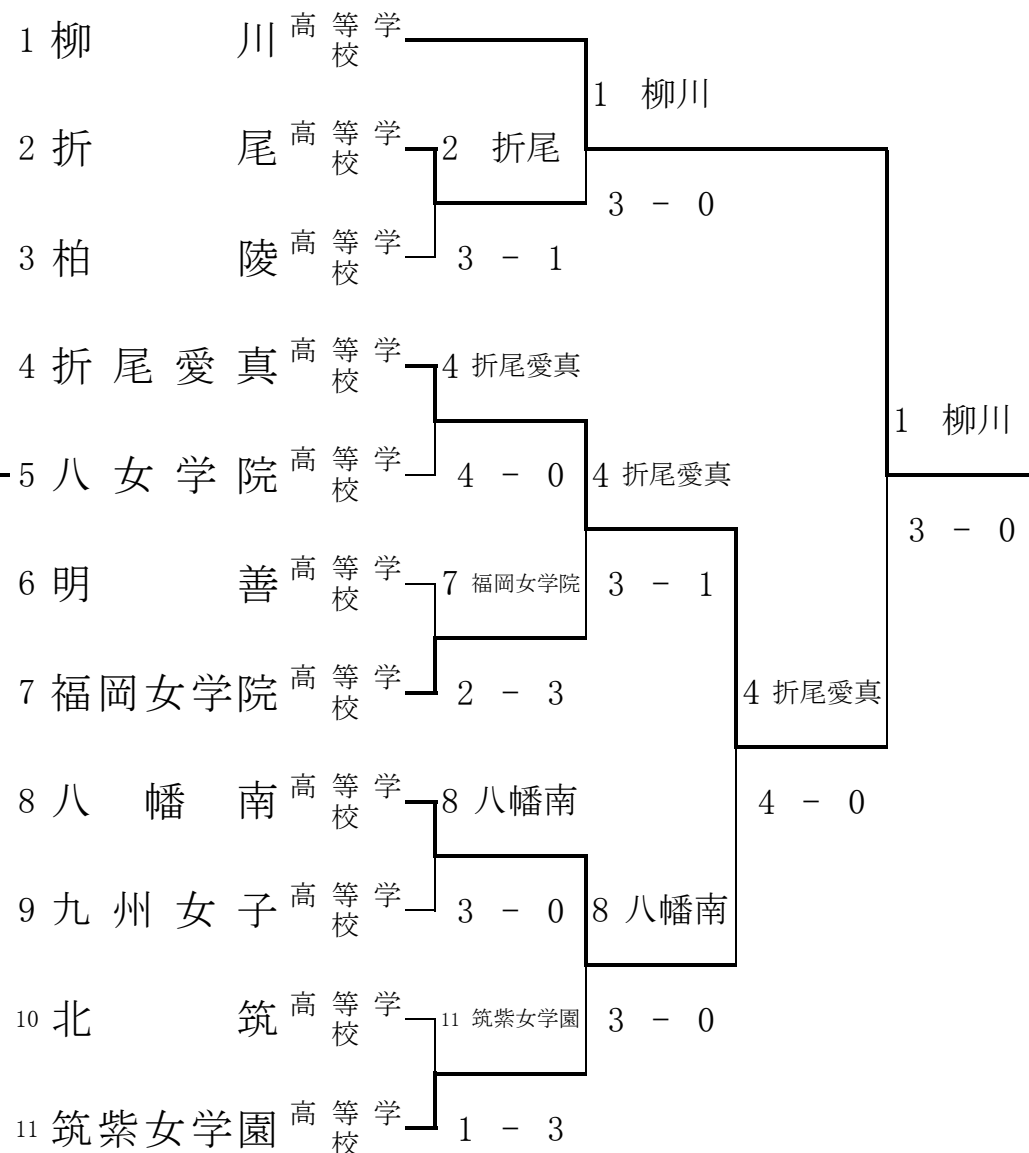 1 柳川 高等学校
1 柳川
2 折尾 高等学校
2 折尾
3 - 0
3 柏陵 高等学校
3 - 1
4 折尾愛真 高等学校
4 折尾愛真
1 柳川
5 八女学院 高等学校
4 - 0
4 折尾愛真
3 - 0
6 明善 高等学校
7 福岡女学院
3 - 1
7 福岡女学院 高等学校
2 - 3
4 折尾愛真
8 八幡南 高等学校
8 八幡南
4 - 0
9 九州女子 高等学校
3 - 0
8 八幡南
10 北筑 高等学校
11 筑紫女学園
3 - 0
11 筑紫女学園 高等学校
1 - 3